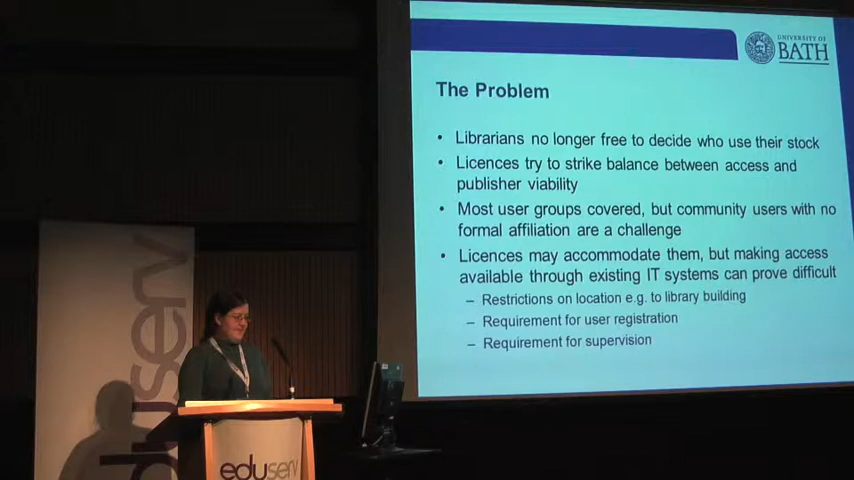 UNIVERSITY OF
BATH
The Problem
• Librarians no longer free to decide who use their stock
• Licences try to strike balance between access and
publisher viability
• Most user groups covered, but community users with no
formal affiliation are a challenge
• Licences may accommodate them, but making access
available through existing IT systems can prove difficult
– Restrictions on location e.g. to library building
– Requirement for user registration
– Requirement for supervision
eduserv
eduserv